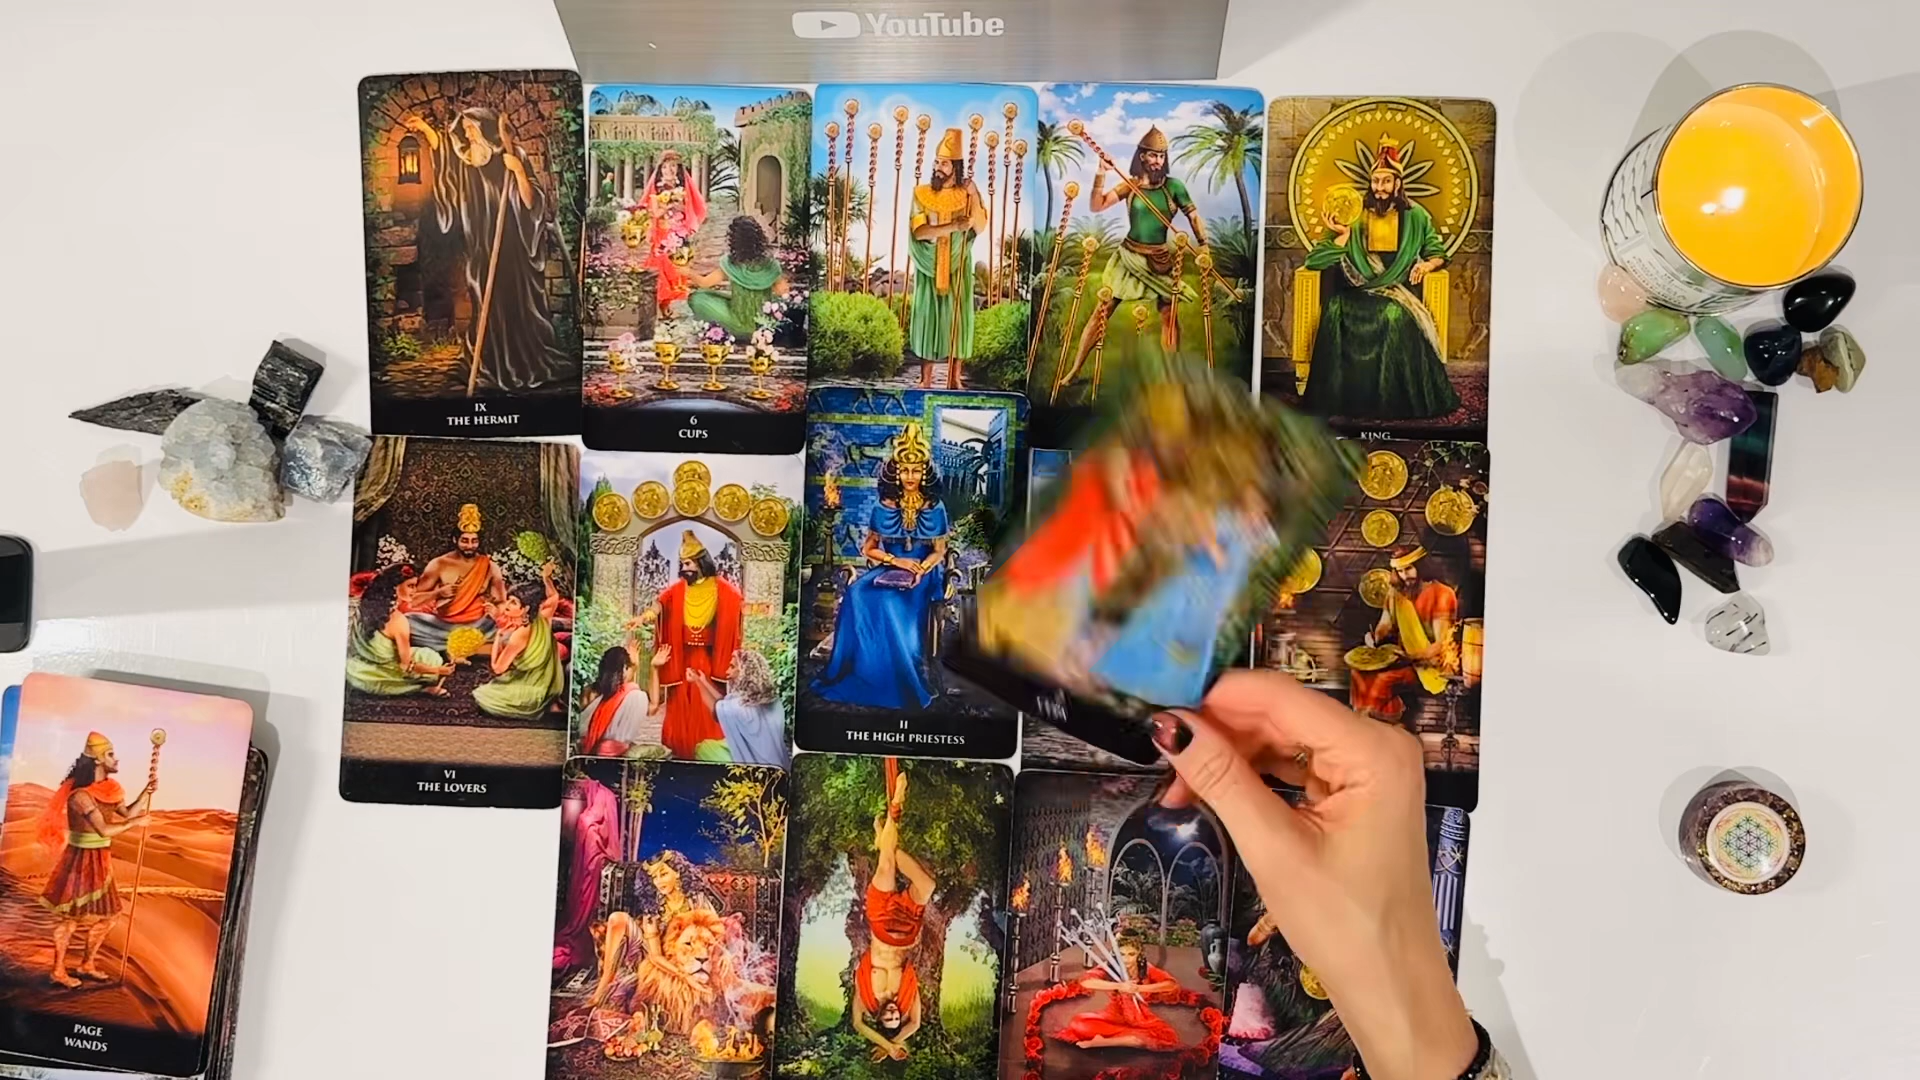 YouTube
IX
THE HERMIT
6
CUPS
KING
VI
THE LOVERS
II
THE HIGH PRIESTESS
PAGE
WANDS